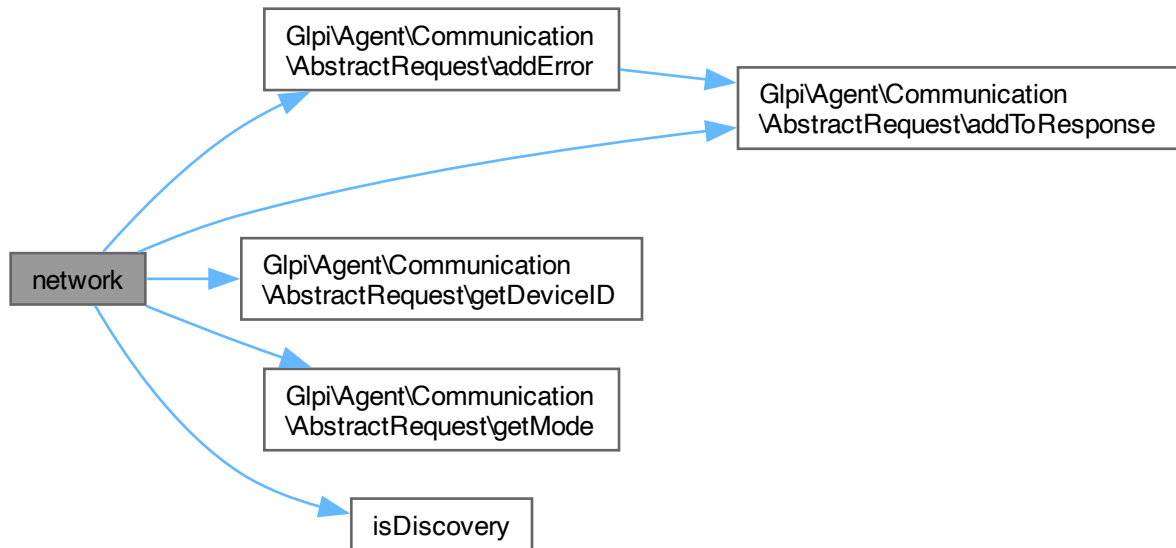 Glpi\Agent\Communication
\AbstractRequest\addError
Glpi\Agent\Communication
\AbstractRequest\addToResponse
network
Glpi\Agent\Communication
\AbstractRequest\getDeviceID
Glpi\Agent\Communication
\AbstractRequest\getMode
isDiscovery